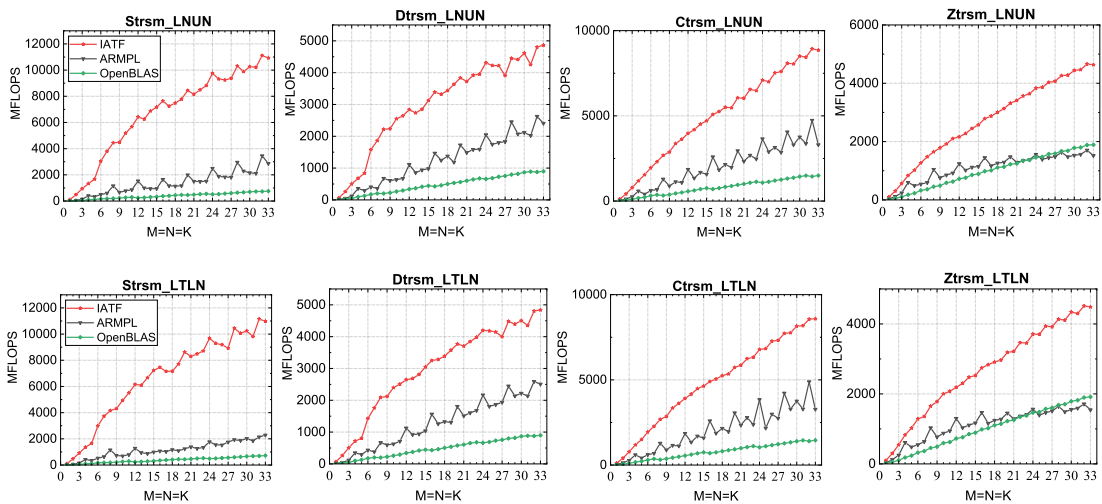 Strsm_LNUN
12000
10000
8000
6000
4000
2000
0
MFLOPS
IATF
ARMPL
OpenBLAS
0 3 6 9 12 15 18 21 24 27 30 33
M=N=K
Dtrsm_LNUN
5000
4000
3000
2000
1000
0
MFLOPS
0 3 6 9 12 15 18 21 24 27 30 33
M=N=K
Ctrsm_LNUN
10000
5000
0
MFLOPS
0 3 6 9 12 15 18 21 24 27 30 33
M=N=K
Ztrsm_LNUN
6000
4000
2000
0
MFLOPS
0 3 6 9 12 15 18 21 24 27 30 33
M=N=K
Strsm_LTLN
12000
10000
8000
6000
4000
2000
0
MFLOPS
IATF
ARMPL
OpenBLAS
0 3 6 9 12 15 18 21 24 27 30 33
M=N=K
Dtrsm_LTLN
5000
4000
3000
2000
1000
0
MFLOPS
0 3 6 9 12 15 18 21 24 27 30 33
M=N=K
Ctrsm_LTLN
10000
5000
0
MFLOPS
0 3 6 9 12 15 18 21 24 27 30 33
M=N=K
Ztrsm_LTLN
4000
2000
0
MFLOPS
0 3 6 9 12 15 18 21 24 27 30 33
M=N=K